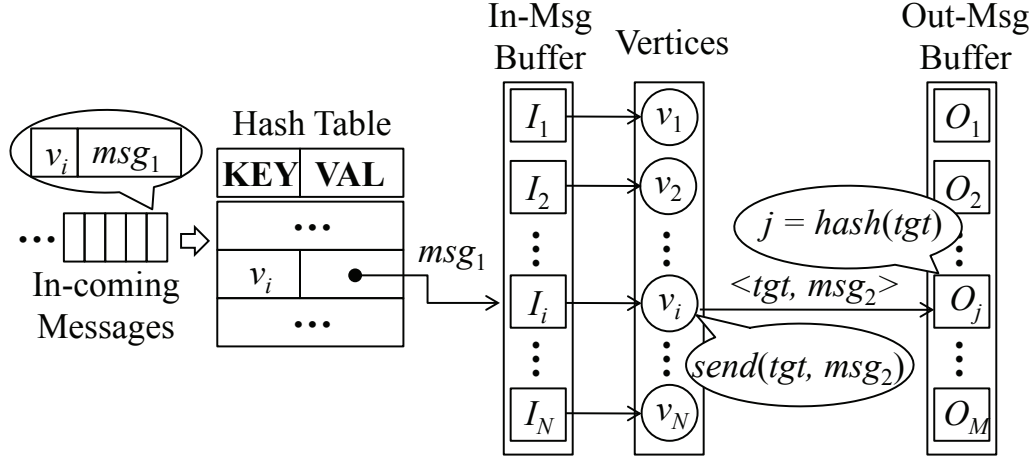 In-Msg
Buffer
Vertices
Out-Msg
Buffer
Hash Table
KEY VAL
v_i msg_1
...
In-coming
Messages
...
v_i
...
msg_1
I_1
I_2
I_i
I_N
v_1
v_2
v_i
v_N
send(tgt, msg_2)
<tgt, msg_2>
j = hash(tgt)
O_1
O_2
O_j
O_M